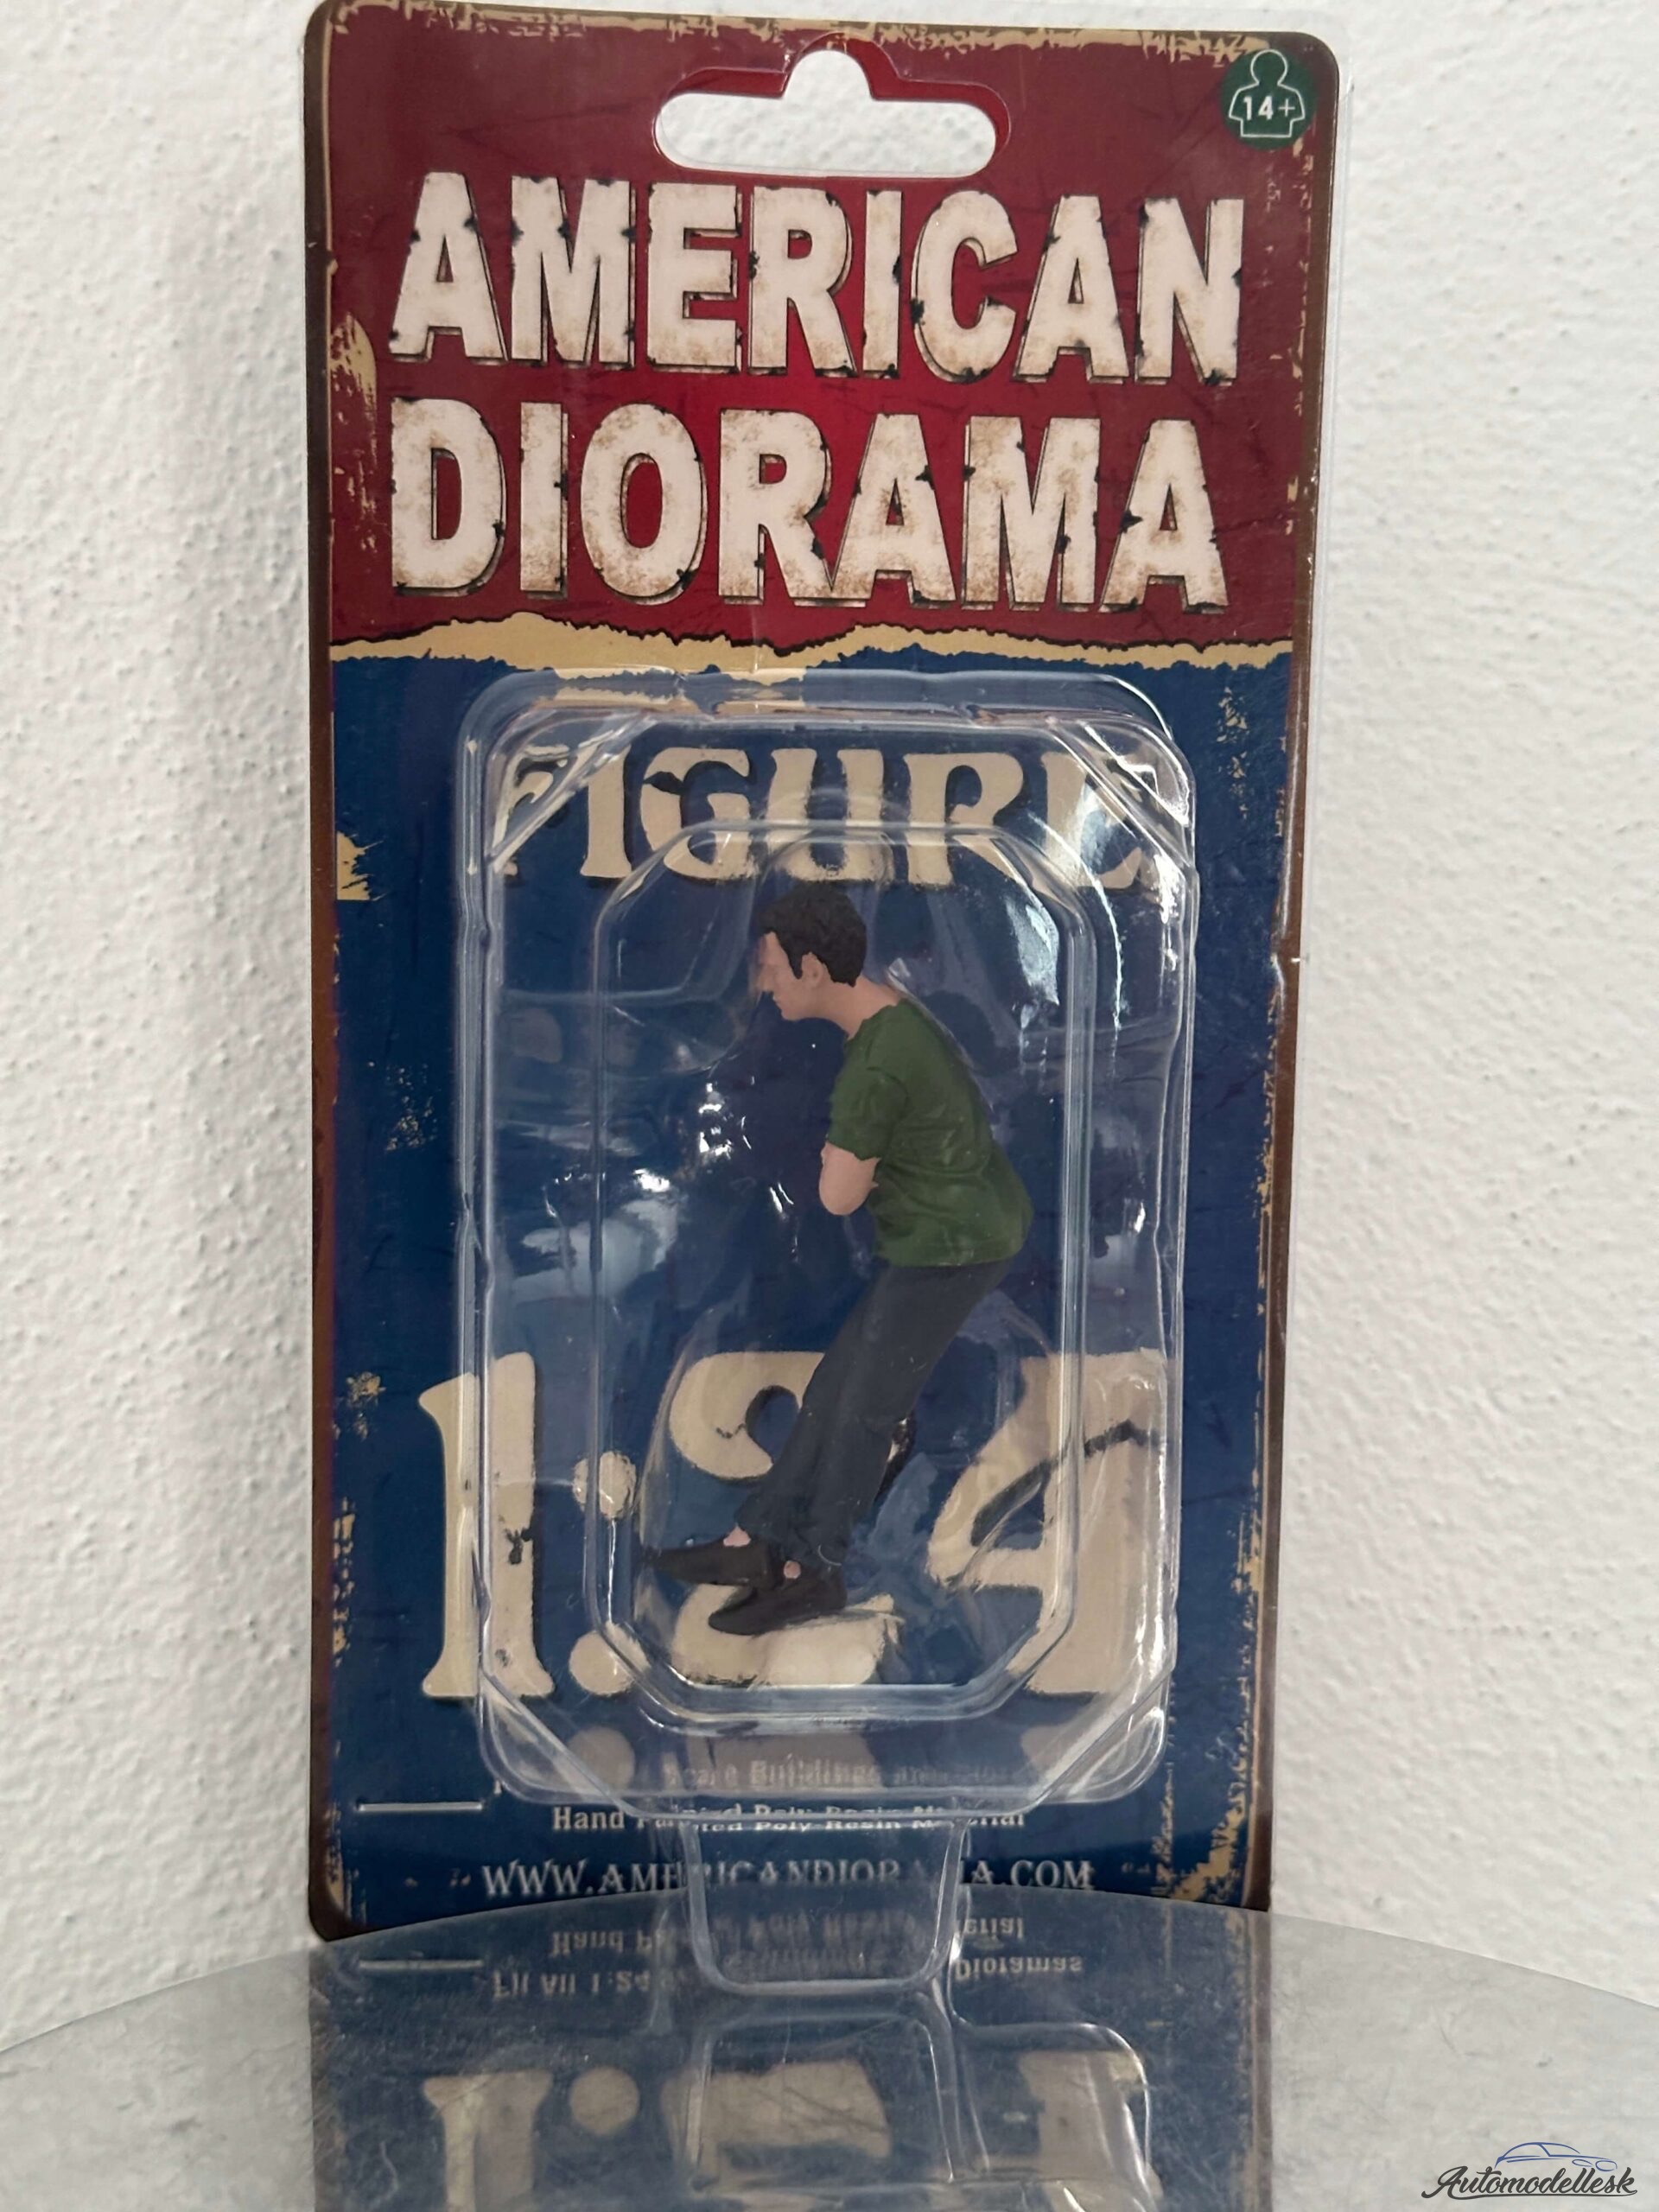 14+
AMERICAN
DIORAMA
FIGURE
1:24
Hand Painted Poly-Resin Material
WWW.AMERICANDIORAMA.COM
Automodellesk